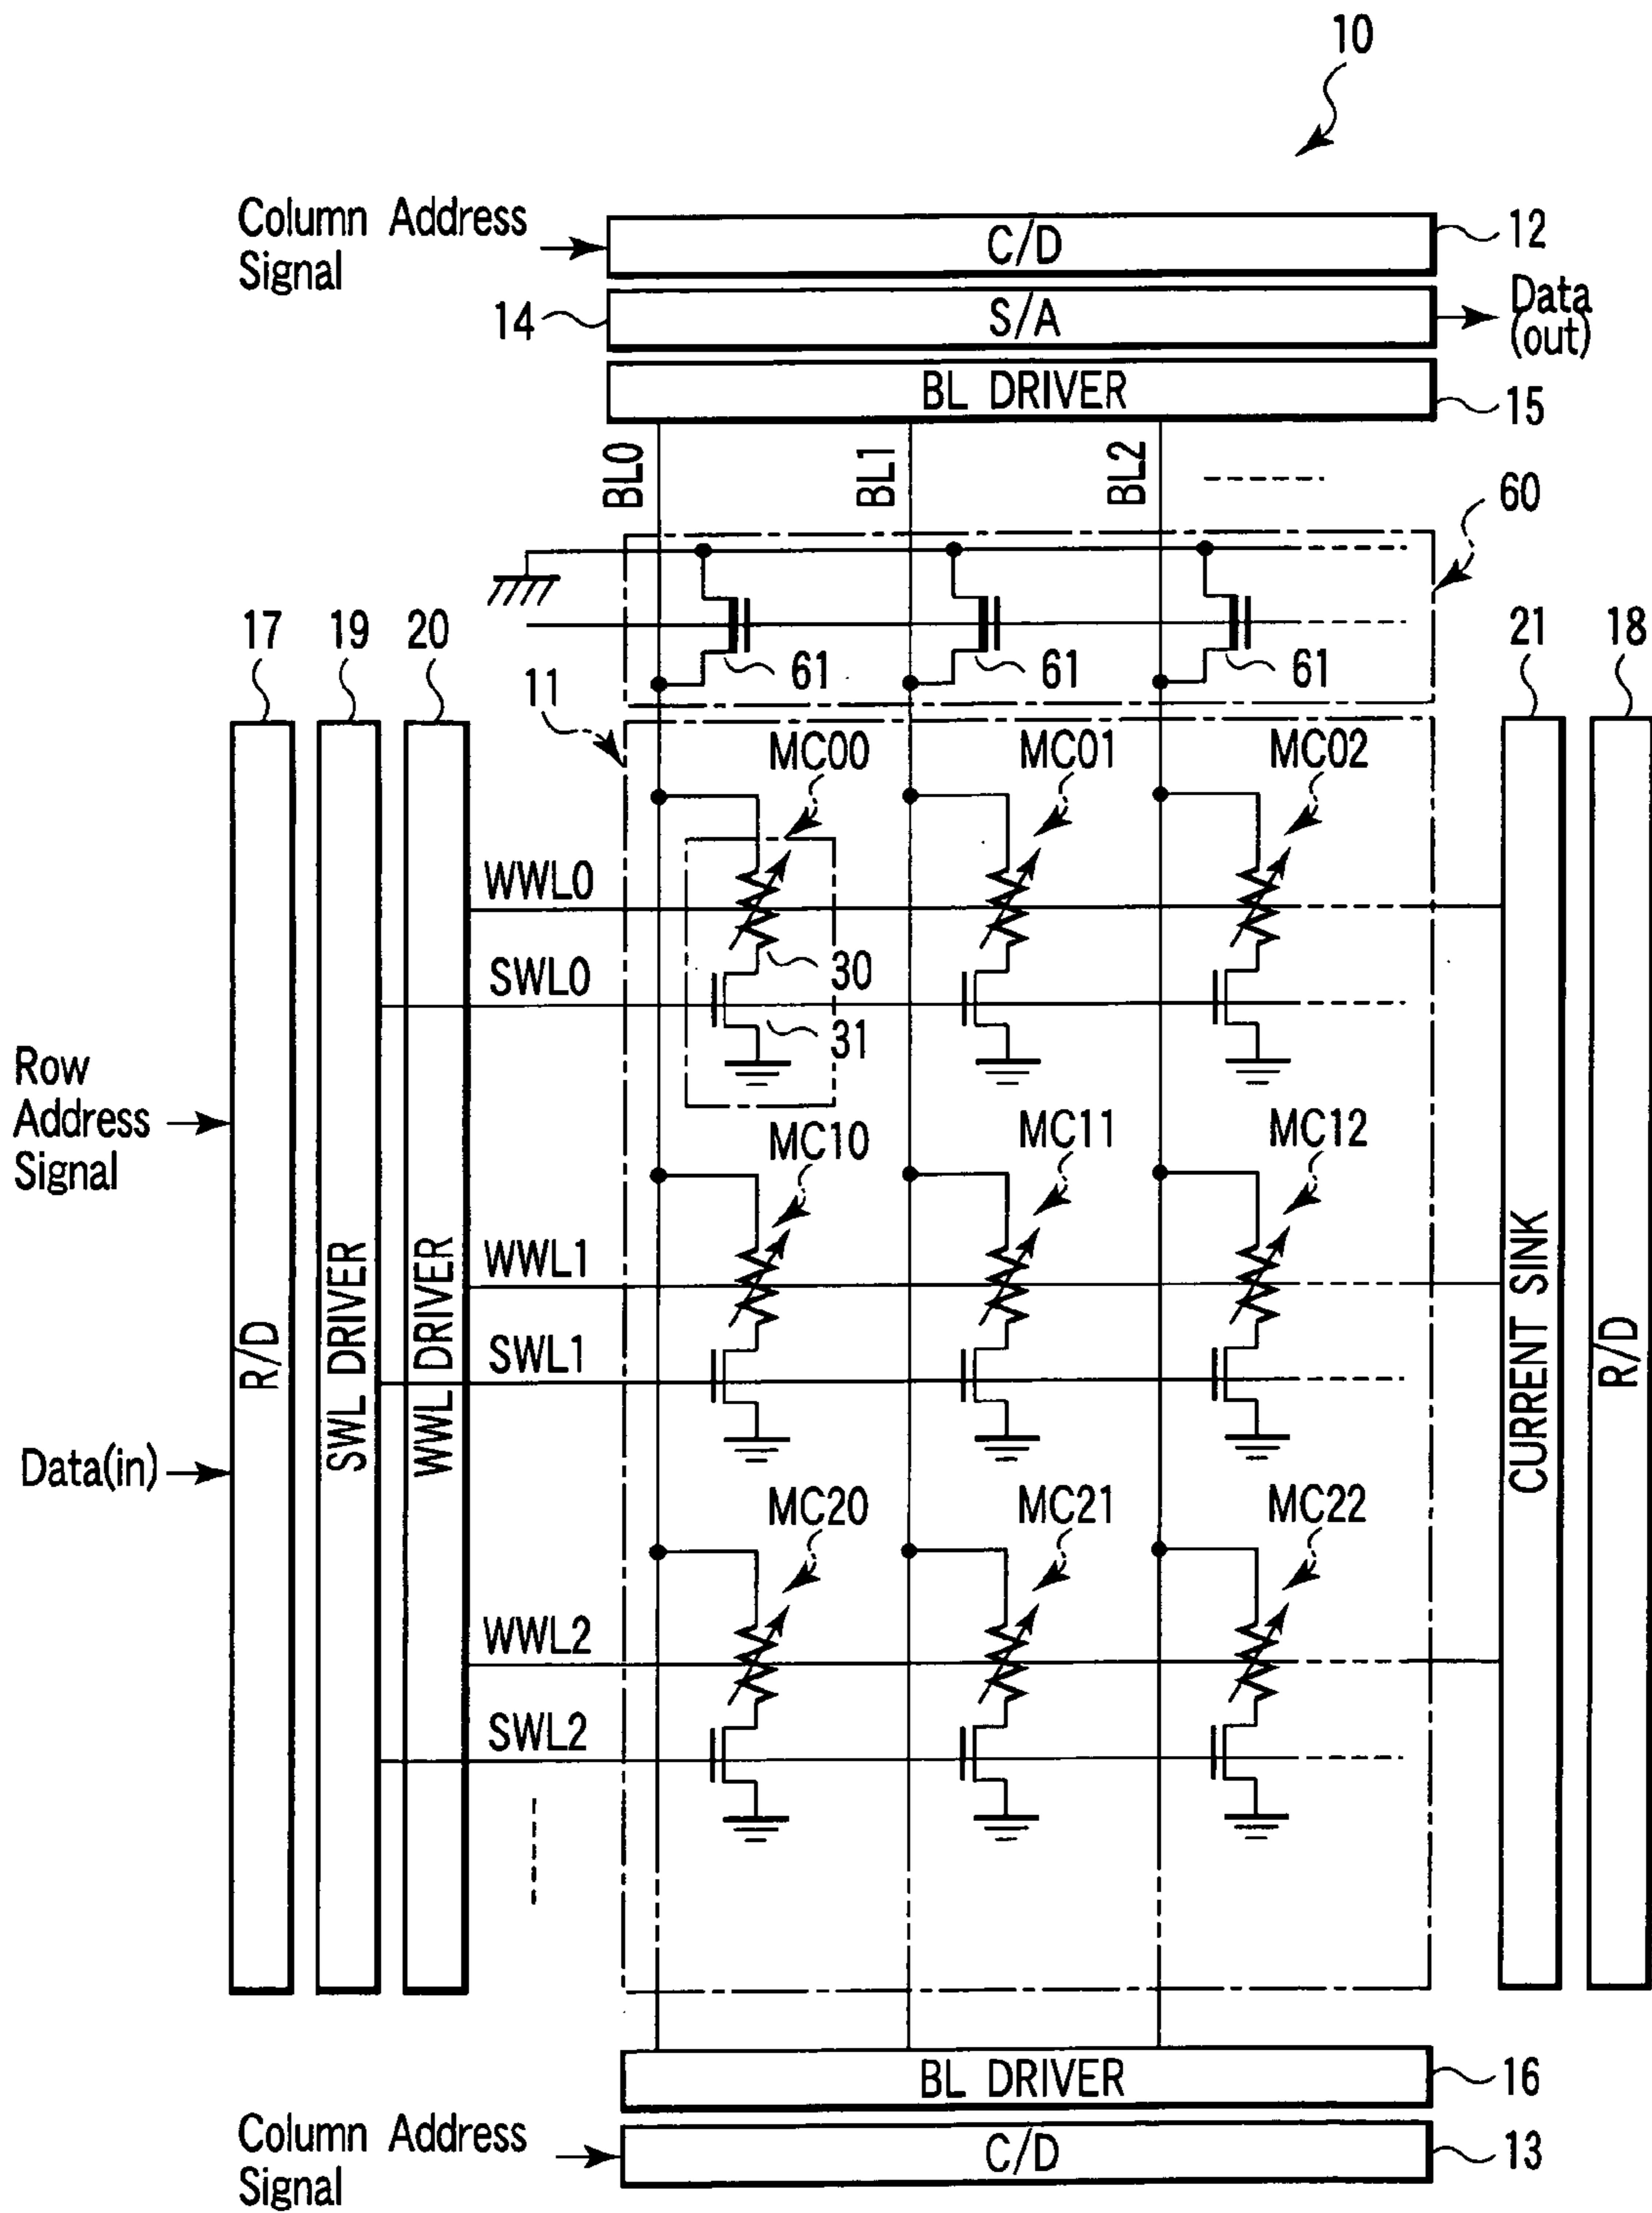 10
Column Address
Signal
C/D
12
14
S/A
Data
(out)
BL DRIVER
15
BL0
BL1
BL2
60
17
19
20
61
61
61
21
18
11
MC00
MC01
MC02
WWL0
30
SWL0
31
Row
Address
Signal
MC10
MC11
MC12
WWL1
SWL1
R/D
SWL DRIVER
WWL DRIVER
CURRENT SINK
R/D
Data(in)
MC20
MC21
MC22
WWL2
SWL2
BL DRIVER
16
Column Address
Signal
C/D
13